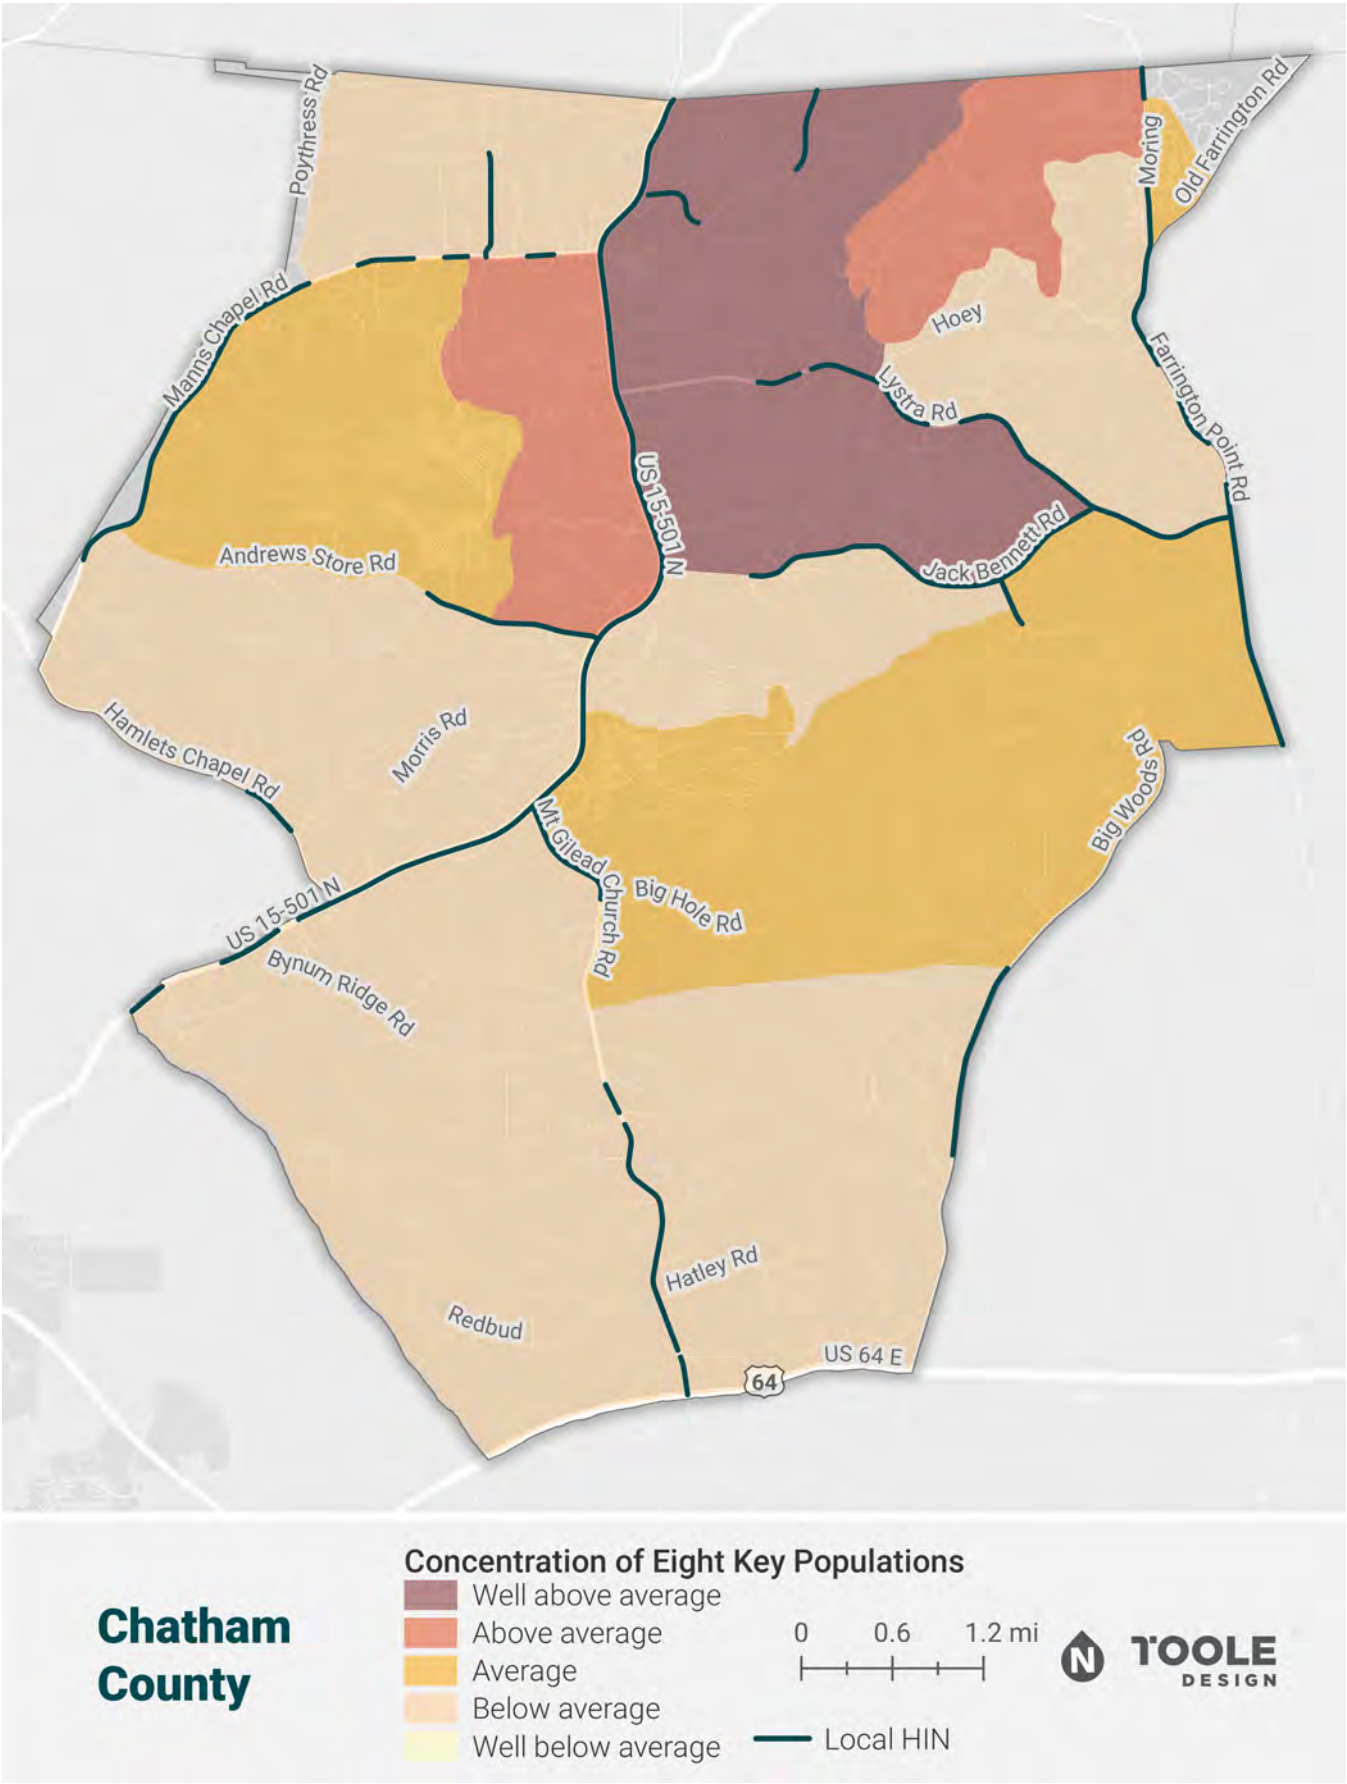 Poythress Rd
Moring
Old Farrington Rd
Manns Chapel Rd
Hoey
Lystra Rd
Farrington Point Rd
US 15-501 N
Andrews Store Rd
Jack Bennett Rd
Hamlets Chapel Rd
Morris Rd
Big Woods Rd
Mt Gilead Church Rd
Big Hole Rd
US 15-501 N
Bynum Ridge Rd
Hatley Rd
Redbud
US 64 E
64
Chatham
County
Concentration of Eight Key Populations
Well above average
Above average
Average
Below average
Well below average
0 0.6 1.2 mi
Local HIN
N
TOOLE
DESIGN